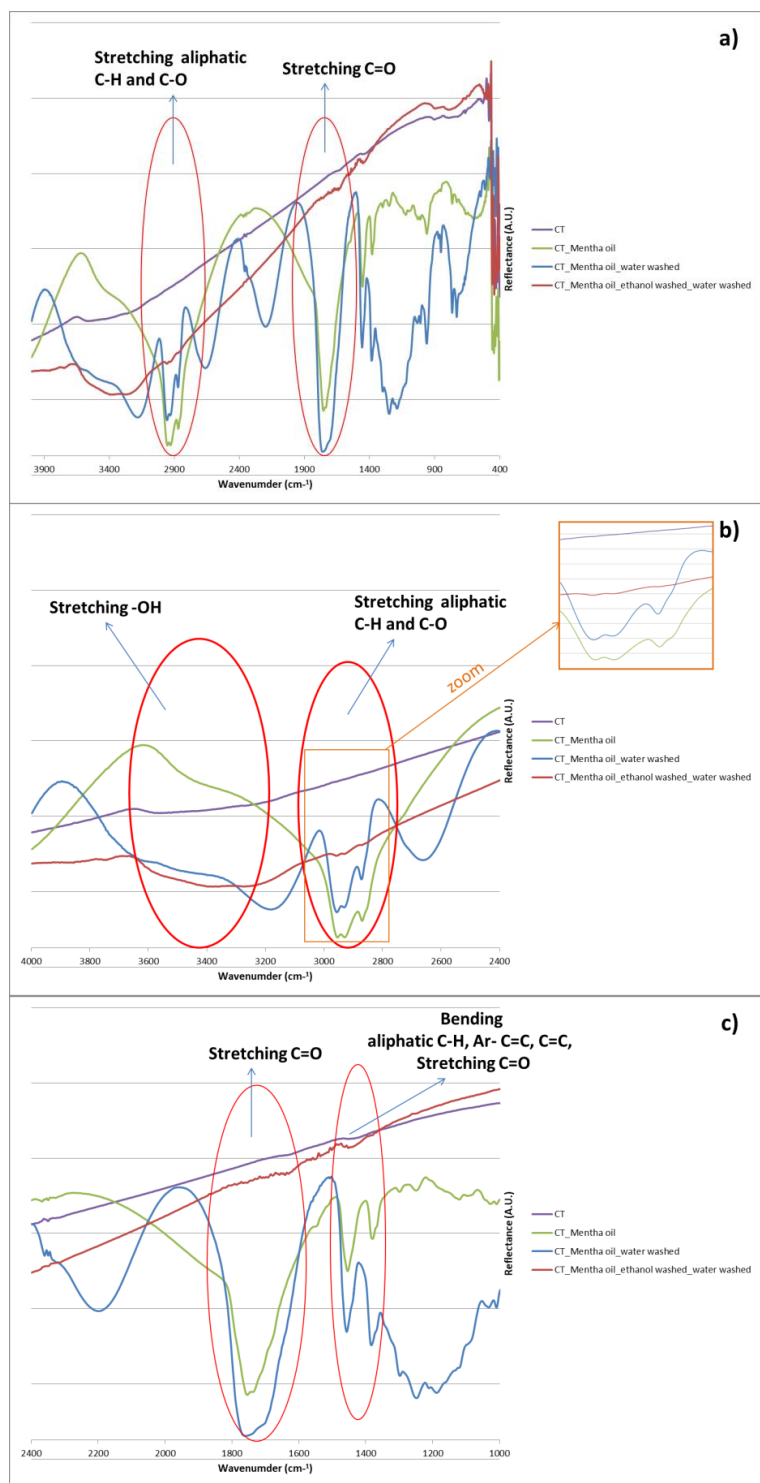 a)
Stretching aliphatic
C-H and C-O
Stretching C=O
Reflectance (A.U.)
CT
CT_Mentha oil
CT_Mentha oil_water washed
CT_Mentha oil_ethanol washed_water washed
3900 3400 2900 2400 1900 1400 900 400
Wavenumder (cm-1)
b)
Stretching -OH
Stretching aliphatic
C-H and C-O
zoom
Reflectance (A.U.)
CT
CT_Mentha oil
CT_Mentha oil_water washed
CT_Mentha oil_ethanol washed_water washed
4000 3800 3600 3400 3200 3000 2800 2600 2400
Wavenumder (cm-1)
c)
Bending
aliphatic C-H, Ar- C=C, C=C,
Stretching C=O
Stretching C=O
Reflectance (A.U.)
CT
CT_Mentha oil
CT_Mentha oil_water washed
CT_Mentha oil_ethanol washed_water washed
2400 2200 2000 1800 1600 1400 1200 1000
Wavenumder (cm-1)